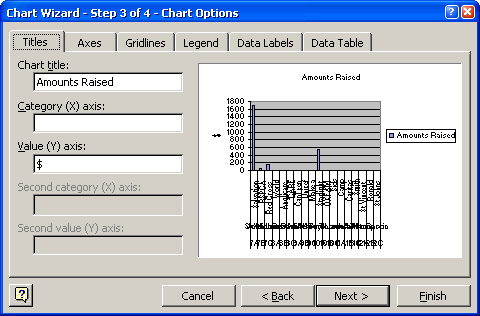 Chart Wizard - Step 3 of 4 - Chart Options
Titles Axes Gridlines Legend Data Labels Data Table
Chart title:
Amounts Raised
Category (X) axis:
Value (Y) axis:
$
Second category (X) axis:
Second value (Y) axis:
Amounts Raised
1800
1600
1400
1200
1000
800
600
400
200
0
Amounts Raised
?
Cancel < Back Next > Finish